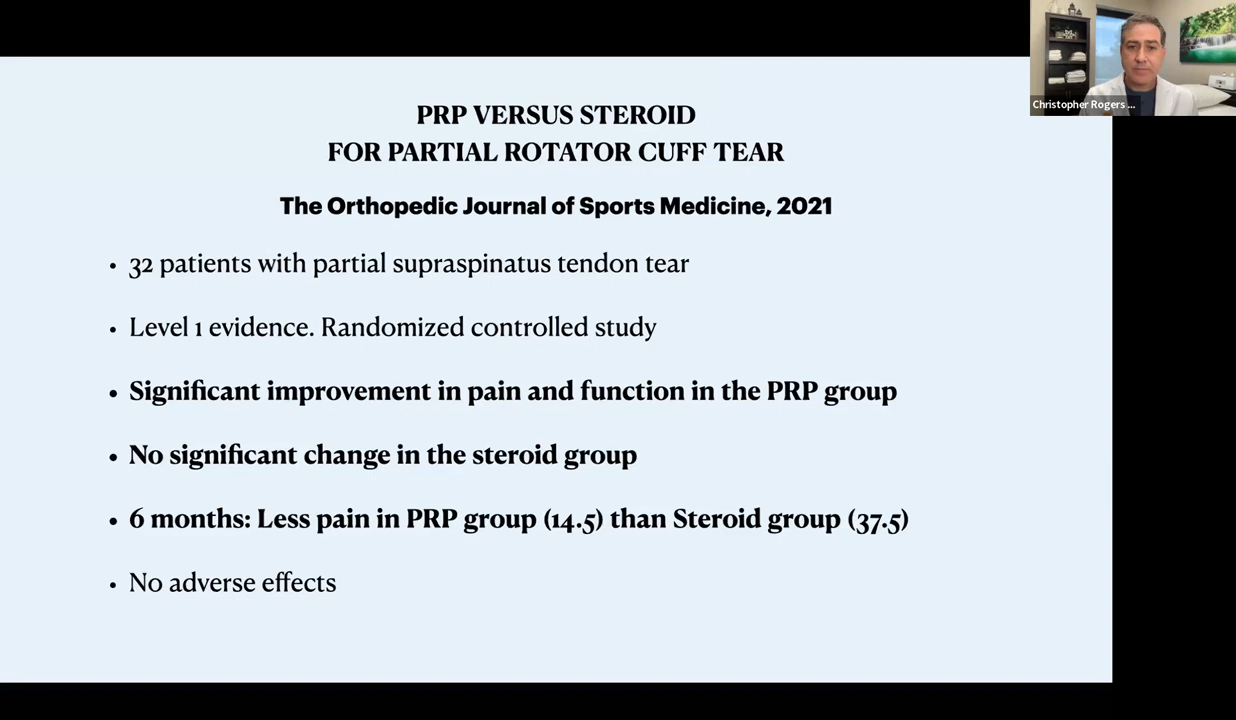 PRP VERSUS STEROID
FOR PARTIAL ROTATOR CUFF TEAR
The Orthopedic Journal of Sports Medicine, 2021
• 32 patients with partial supraspinatus tendon tear
• Level 1 evidence. Randomized controlled study
• Significant improvement in pain and function in the PRP group
• No significant change in the steroid group
• 6 months: Less pain in PRP group (14.5) than Steroid group (37.5)
• No adverse effects
Christopher Rogers ...